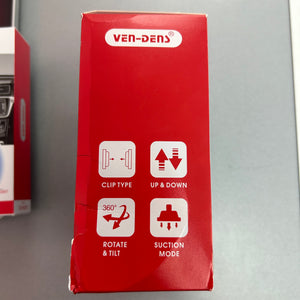 VEN-DENS®
CLIP TYPE
UP & DOWN
360°
ROTATE
& TILT
SUCTION
MODE